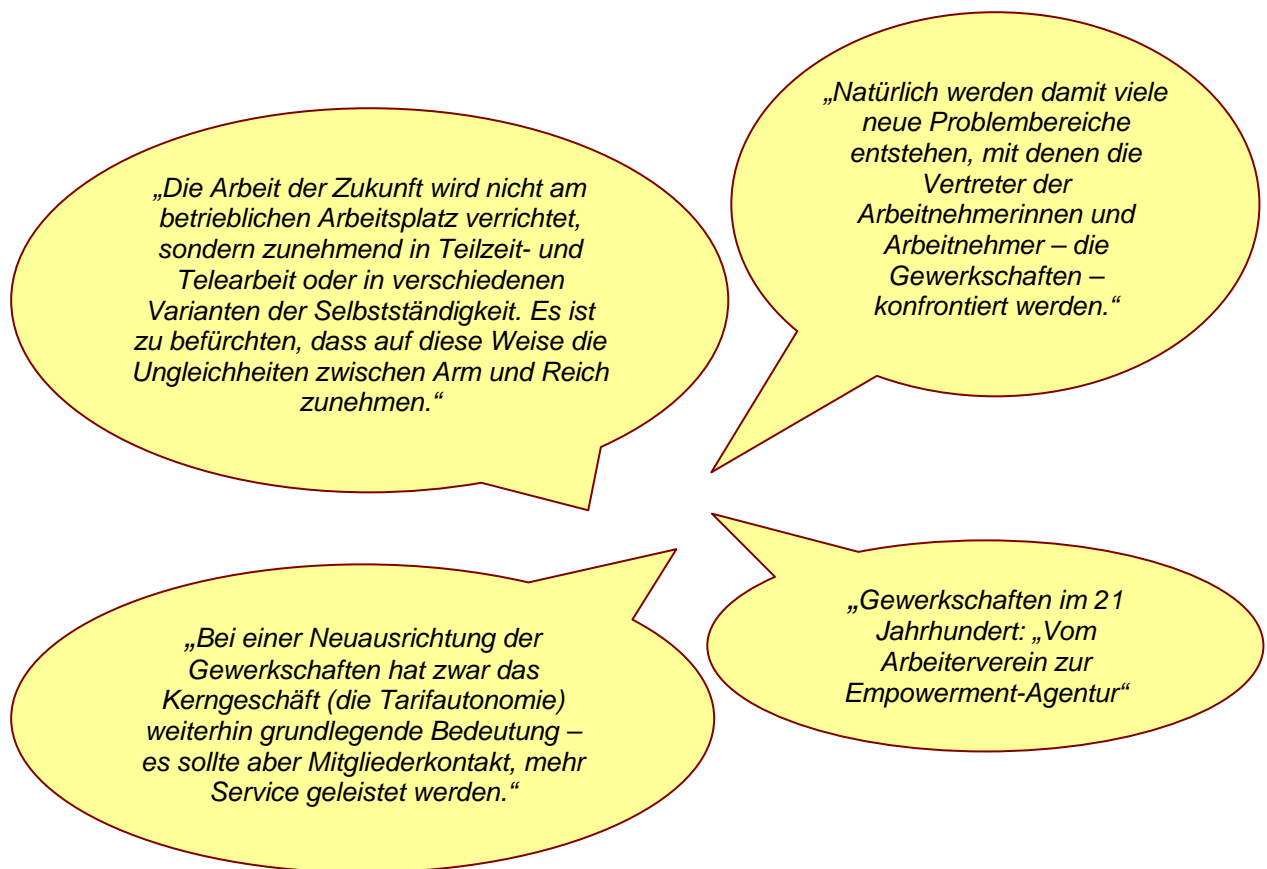 „Die Arbeit der Zukunft wird nicht am
betrieblichen Arbeitsplatz verrichtet,
sondern zunehmend in Teilzeit- und
Telearbeit oder in verschiedenen
Varianten der Selbstständigkeit. Es ist
zu befürchten, dass auf diese Weise die
Ungleichheiten zwischen Arm und Reich
zunehmen.“
„Natürlich werden damit viele
neue Problembereiche
entstehen, mit denen die
Vertreter der
Arbeitnehmerinnen und
Arbeitnehmer – die
Gewerkschaften –
konfrontiert werden.“
„Bei einer Neuausrichtung der
Gewerkschaften hat zwar das
Kerngeschäft (die Tarifautonomie)
weiterhin grundlegende Bedeutung –
es sollte aber Mitgliederkontakt, mehr
Service geleistet werden.“
„Gewerkschaften im 21
Jahrhundert: „Vom
Arbeiterverein zur
Empowerment-Agentur“